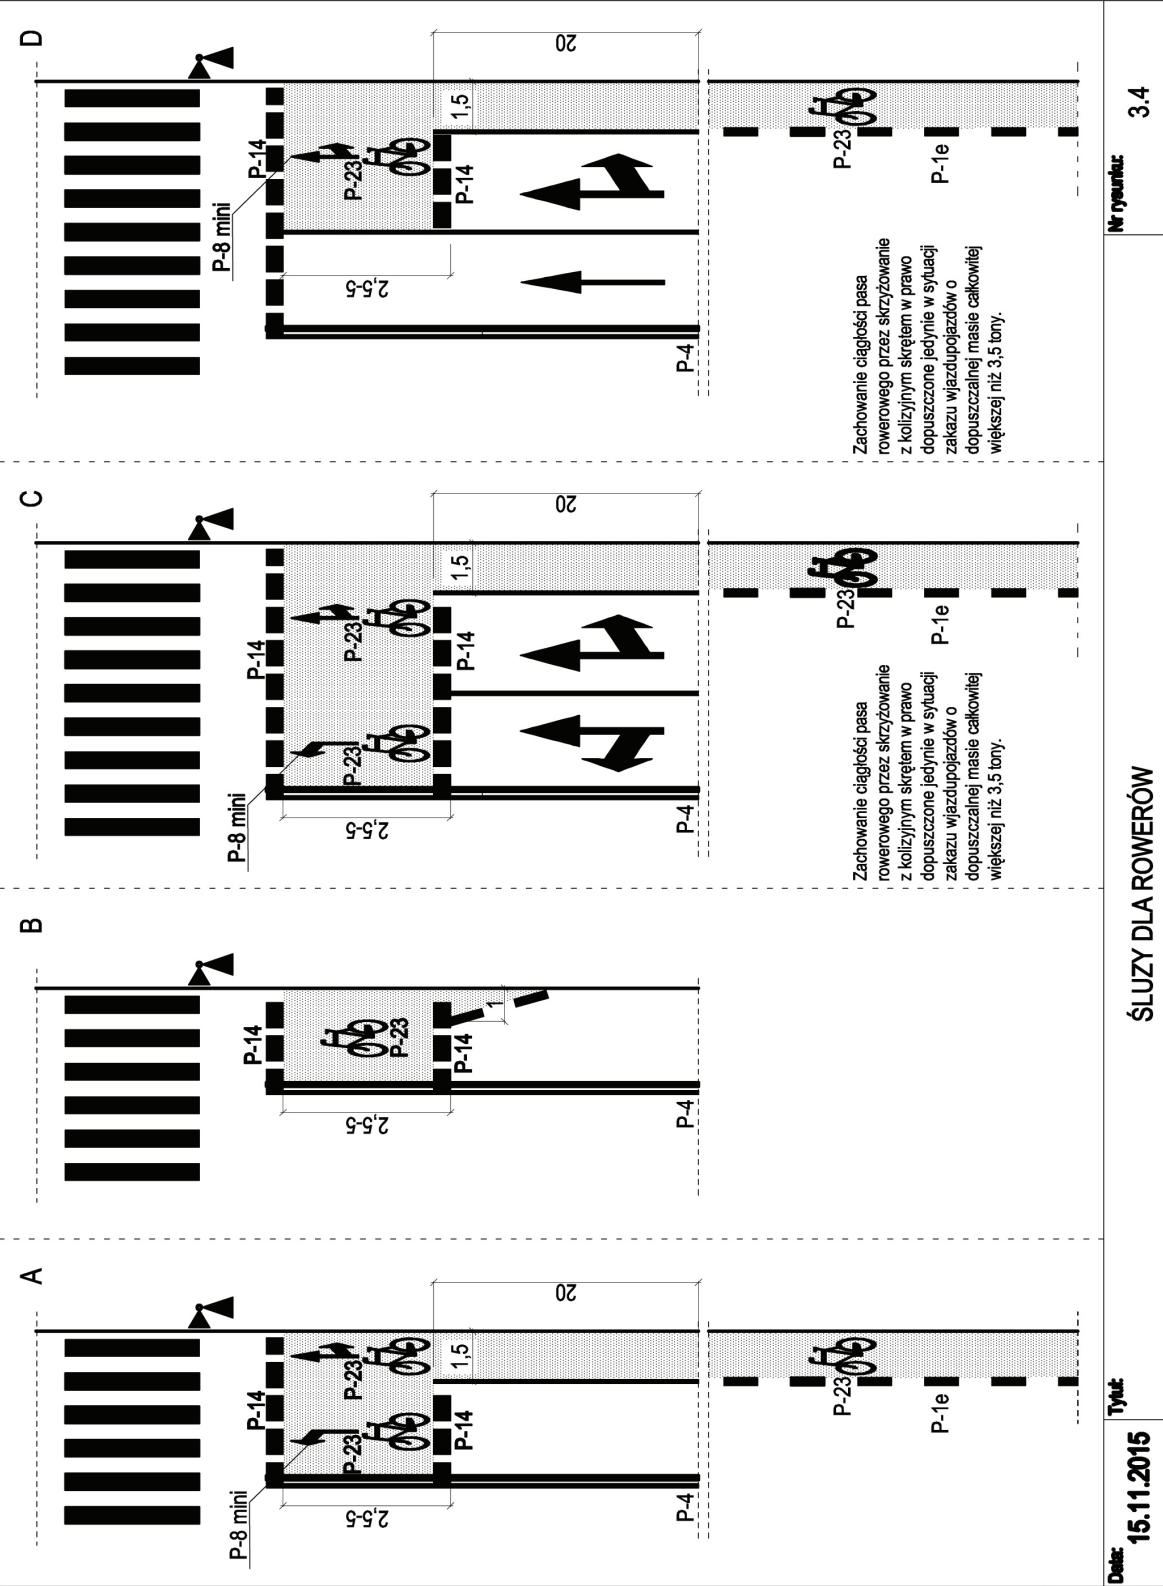 A
P-8 mini
P-14
P-23
P-23
P-14
2,5-5
1,5
20
P-4
P-23
P-1e
B
P-14
P-23
P-14
2,5-5
1
P-4
C
P-8 mini
P-14
P-23
P-23
P-14
2,5-5
1,5
20
P-4
P-23
P-1e
Zachowanie ciągłości pasa
rowerowego przez skrzyżowanie
z kolizyjnym skrętem w prawo
dopuszczone jedynie w sytuacji
zakazu wjazdupojazdów o
dopuszczalnej masie całkowitej
większej niż 3,5 tony.
D
P-8 mini
P-14
P-23
P-14
2,5-5
1,5
20
P-4
P-23
P-1e
Zachowanie ciągłości pasa
rowerowego przez skrzyżowanie
z kolizyjnym skrętem w prawo
dopuszczone jedynie w sytuacji
zakazu wjazdupojazdów o
dopuszczalnej masie całkowitej
większej niż 3,5 tony.
Data:
15.11.2015
Tytuł:
ŚLUZY DLA ROWERÓW
Nr rysunku:
3.4